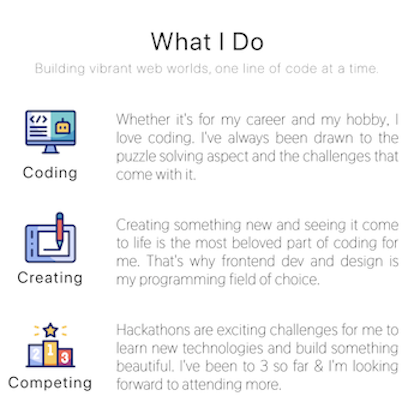 What I Do
Building vibrant web worlds, one line of code at a time.
</>
Coding
Whether it's for my career and my hobby, I
love coding. I've always been drawn to the
puzzle solving aspect and the challenges that
come with it.
Creating
Creating something new and seeing it come
to life is the most beloved part of coding for
me. That's why frontend dev and design is
my programming field of choice.
2 1 3
Competing
Hackathons are exciting challenges for me to
learn new technologies and build something
beautiful. I've been to 3 so far & I'm looking
forward to attending more.